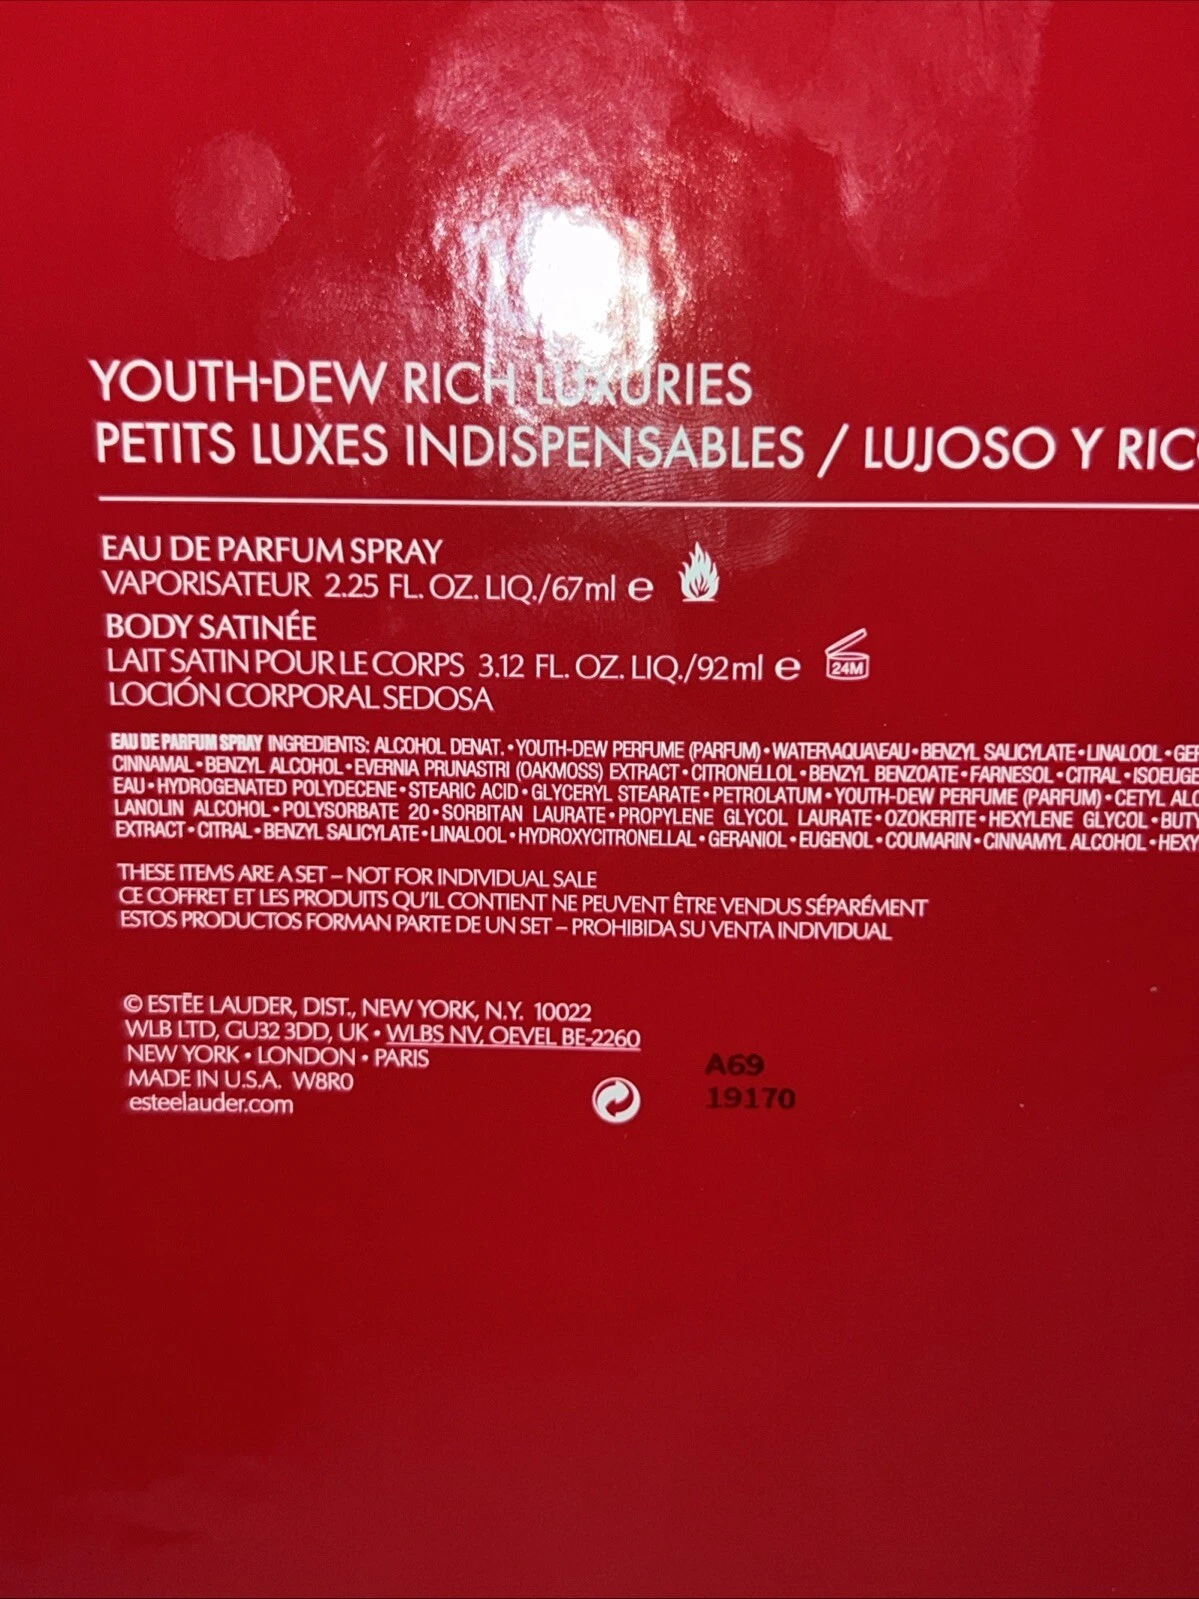 YOUTH-DEW RICH LUXURIES
PETITS LUXES INDISPENSABLES / LUJOSO Y RIC
EAU DE PARFUM SPRAY
VAPORISATEUR 2.25 FL. OZ. LIQ./67ml e
BODY SATINÉE
LAIT SATIN POUR LE CORPS 3.12 FL. OZ. LIQ./92ml e
24M
LOCIÓN CORPORAL SEDOSA
EAU DE PARFUM SPRAY INGREDIENTS: ALCOHOL DENAT. • YOUTH-DEW PERFUME (PARFUM) • WATER\AQUA\EAU • BENZYL SALICYLATE • LINALOOL • GER
CINNAMAL • BENZYL ALCOHOL • EVERNIA PRUNASTRI (OAKMOSS) EXTRACT • CITRONELLOL • BENZYL BENZOATE • FARNESOL • CITRAL • ISOEUGE
EAU • HYDROGENATED POLYDECENE • STEARIC ACID • GLYCERYL STEARATE • PETROLATUM • YOUTH-DEW PERFUME (PARFUM) • CETYL ALC
LANOLIN ALCOHOL • POLYSORBATE 20 • SORBITAN LAURATE • PROPYLENE GLYCOL LAURATE • OZOKERITE • HEXYLENE GLYCOL • BUTY
EXTRACT • CITRAL • BENZYL SALICYLATE • LINALOOL • HYDROXYCITRONELLAL • GERANIOL • EUGENOL • COUMARIN • CINNAMYL ALCOHOL • HEXY
THESE ITEMS ARE A SET – NOT FOR INDIVIDUAL SALE
CE COFFRET ET LES PRODUITS QU'IL CONTIENT NE PEUVENT ÊTRE VENDUS SÉPARÉMENT
ESTOS PRODUCTOS FORMAN PARTE DE UN SET – PROHIBIDA SU VENTA INDIVIDUAL
© ESTĒE LAUDER, DIST., NEW YORK, N.Y. 10022
WLB LTD, GU32 3DD, UK • WLBS NV, OEVEL BE-2260
NEW YORK • LONDON • PARIS
MADE IN U.S.A. W8R0
esteelauder.com
A69
19170